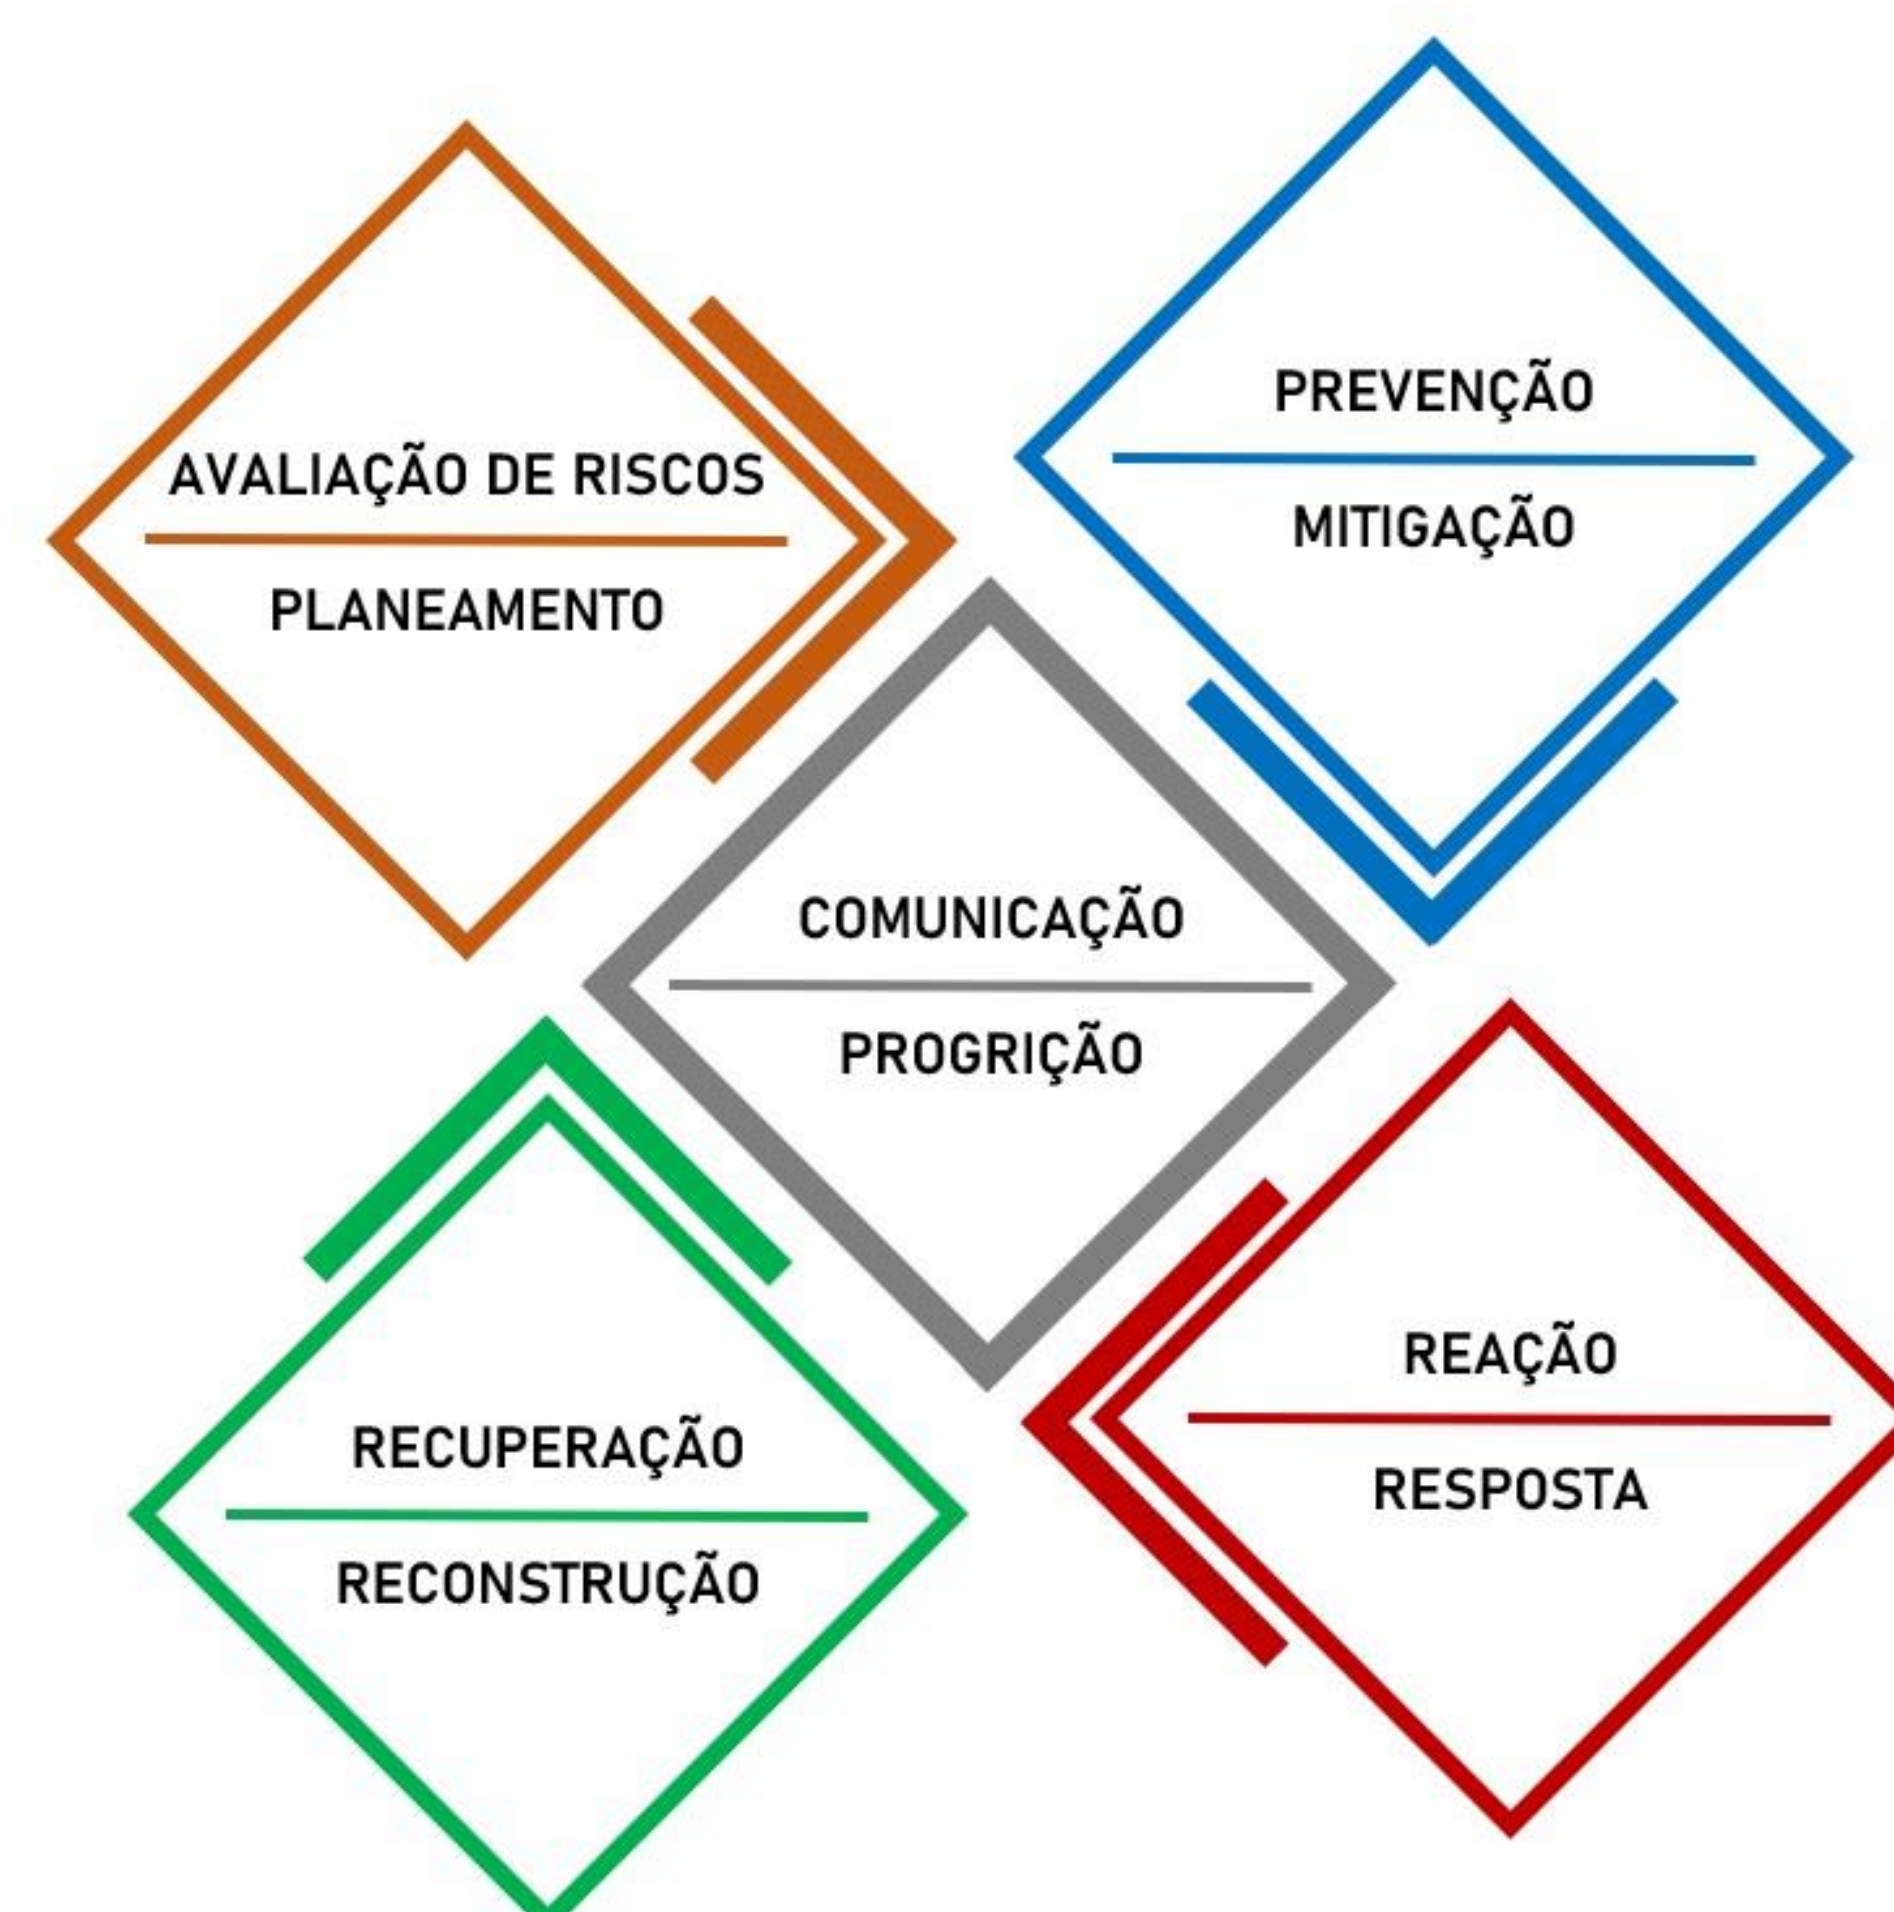 AVALIAÇÃO DE RISCOS
PLANEAMENTO
PREVENÇÃO
MITIGAÇÃO
COMUNICAÇÃO
PROGRIÇÃO
RECUPERAÇÃO
RECONSTRUÇÃO
REAÇÃO
RESPOSTA